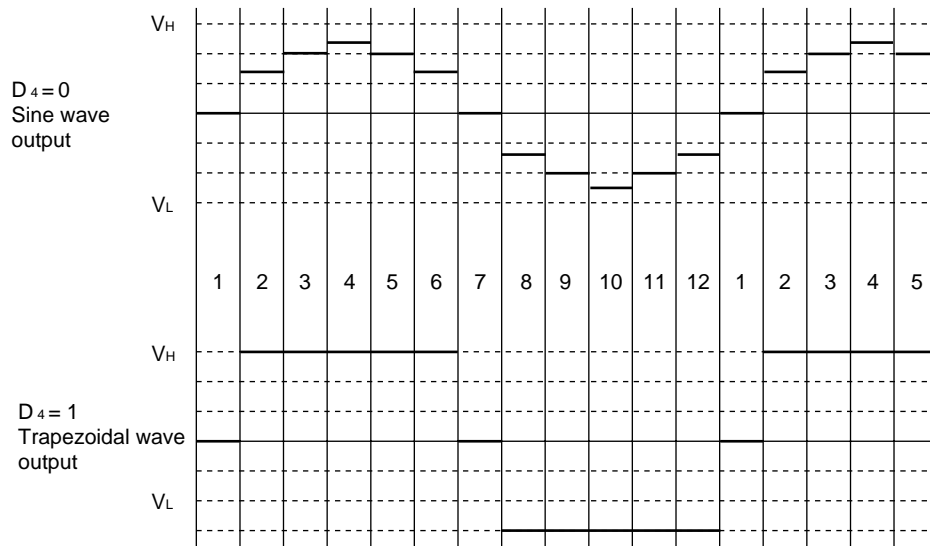 VH
D4 = 0
Sine wave
output
VL
1 2 3 4 5 6 7 8 9 10 11 12 1 2 3 4 5
VH
D4 = 1
Trapezoidal wave
output
VL